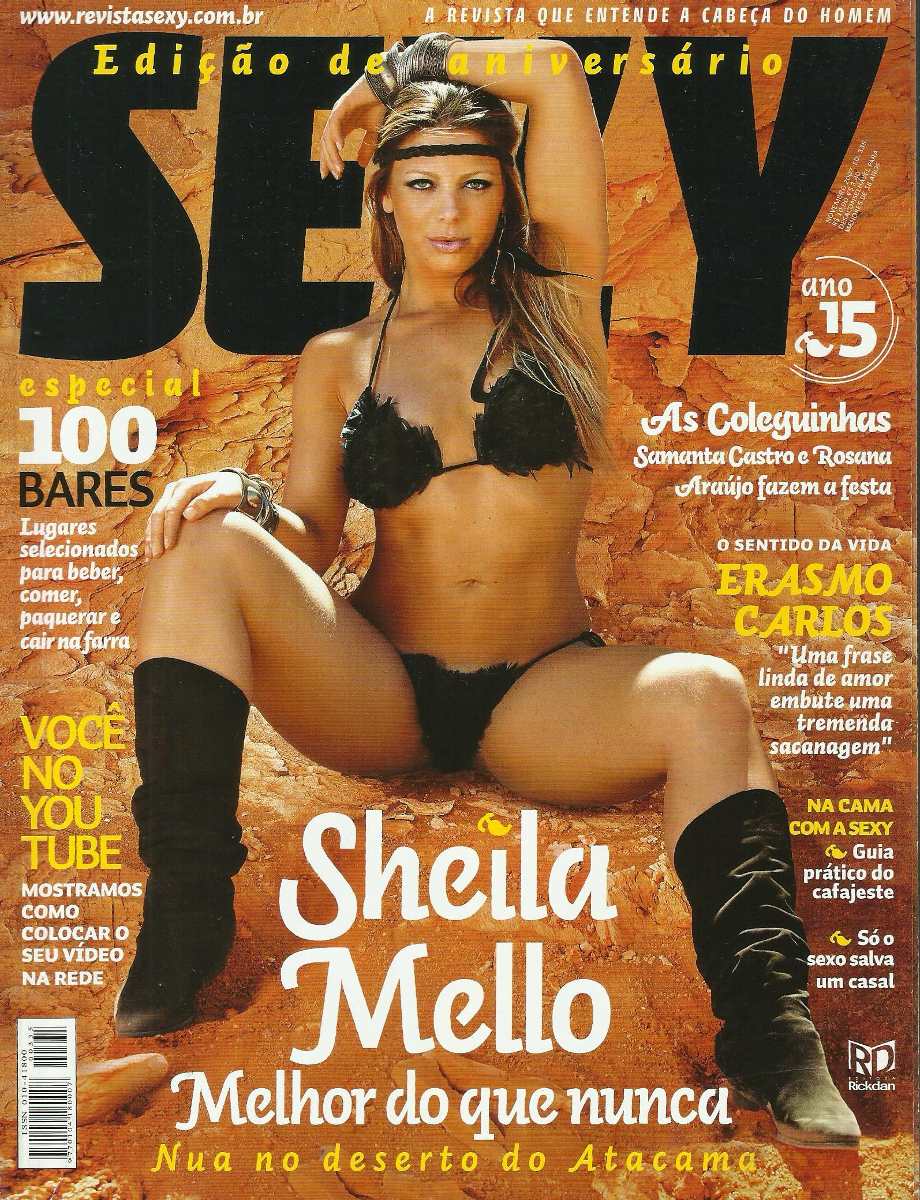 www.revistasexy.com.br
A REVISTA QUE ENTENDE A CABEÇA DO HOMEM
Edição de aniversário
SEXY
ano
15
especial
100
BARES
Lugares
selecionados
para beber,
comer,
paquerar e
cair na farra
As Coleguinhas
Samanta Castro e Rosana
Araújo fazem a festa
O SENTIDO DA VIDA
ERASMO
CARLOS
"Uma frase
linda de amor
embute uma
tremenda
sacanagem"
VOCÊ
NO
YOU
TUBE
MOSTRAMOS
COMO
COLOCAR O
SEU VÍDEO
NA REDE
NA CAMA
COM A SEXY
Guia
prático do
cafajeste
Só o
sexo salva
um casal
Sheila
Mello
Melhor do que nunca
Nua no deserto do Atacama
RD
Rickdan